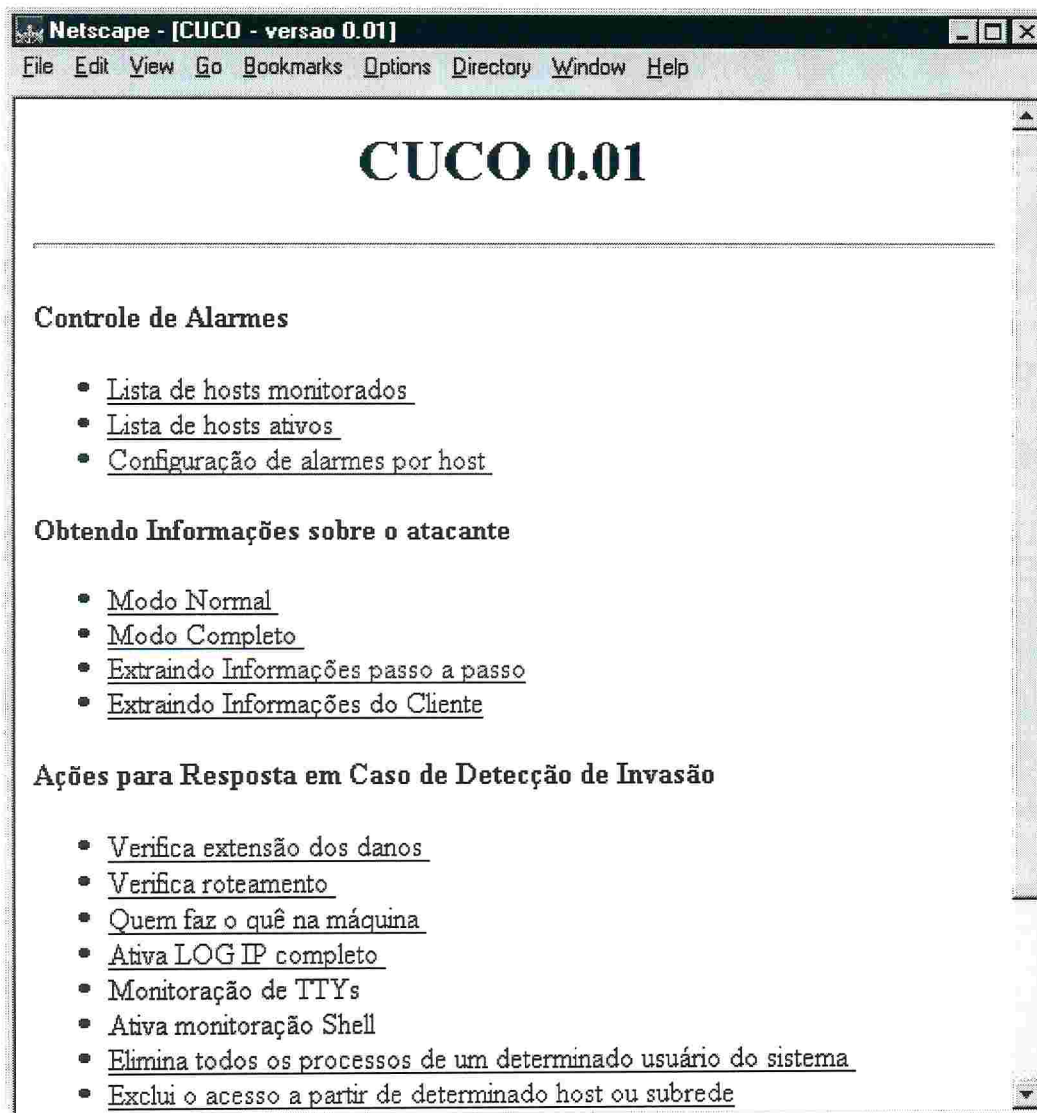 Netscape - [CUCO - versao 0.01]
File Edit View Go Bookmarks Options Directory Window Help
CUCO 0.01
Controle de Alarmes
Lista de hosts monitorados
Lista de hosts ativos
Configuração de alarmes por host
Obtendo Informações sobre o atacante
Modo Normal
Modo Completo
Extraindo Informações passo a passo
Extraindo Informações do Cliente
Ações para Resposta em Caso de Detecção de Invasão
Verifica extensão dos danos
Verifica roteamento
Quem faz o quê na máquina
Ativa LOG IP completo
Monitoração de TTYs
Ativa monitoração Shell
Elimina todos os processos de um determinado usuário do sistema
Exclui o acesso a partir de determinado host ou subrede